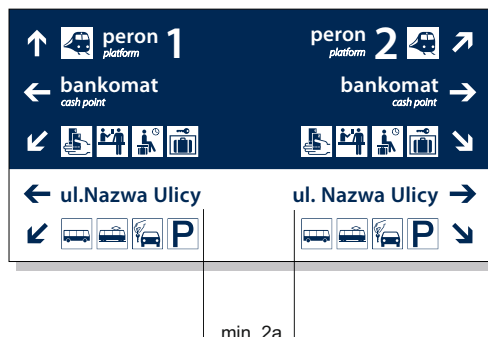 peron 1
platform
peron 2
platform
bankomat
cash point
bankomat
cash point
ul.Nazwa Ulicy
ul. Nazwa Ulicy
P
P
min. 2a